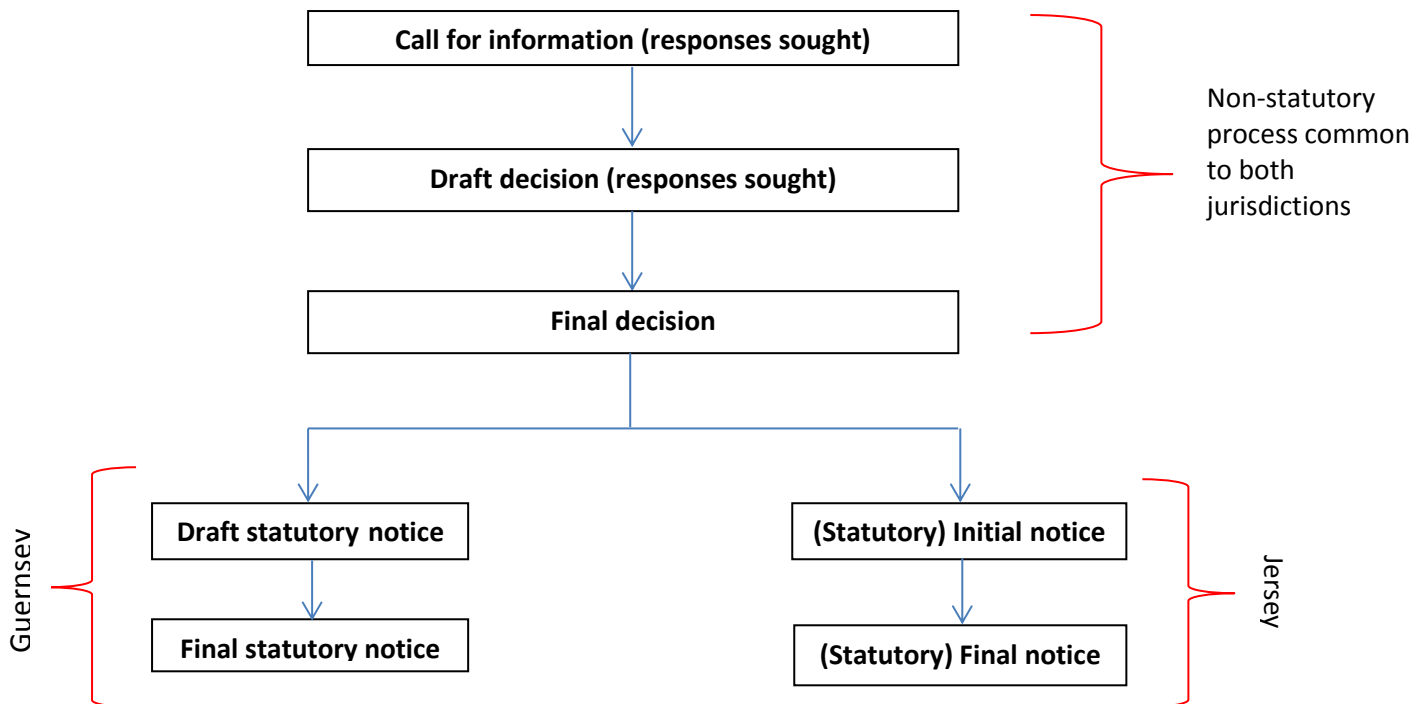 Call for information (responses sought)
Non-statutory
process common
to both
jurisdictions
Draft decision (responses sought)
Final decision
Guernsey
Draft statutory notice
(Statutory) Initial notice
Jersey
Final statutory notice
(Statutory) Final notice